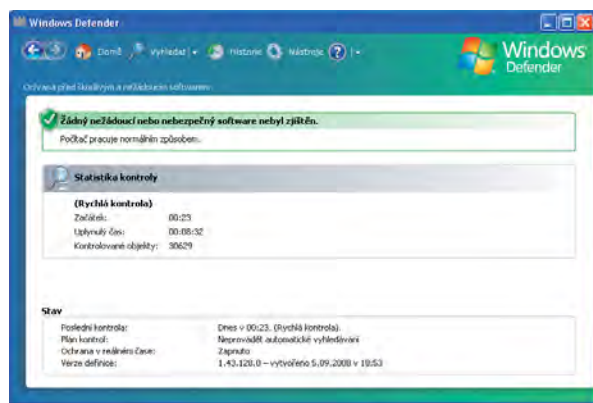 Windows Defender
Domů Vyhledat Historie Nástroje
Windows
Defender
Ochrana před škodlivým a nežádoucím softwarem
Žádný nežádoucí nebo nebezpečný software nebyl zjištěn.
Počítač pracuje normálním způsobem.
Statistika kontroly
(Rychlá kontrola)
Začátek: 00:23
Uplynulý čas: 00:08:32
Kontrolované objekty: 30629
Stav
Poslední kontrola: Dnes v 00:23. (Rychlá kontrola).
Plán kontrol: Neprovádět automatické vyhledávání
Ochrana v reálném čase: Zapnuto
Verze definice: 1.43.128.0 – vytvořeno 5.09.2008 v 18:53